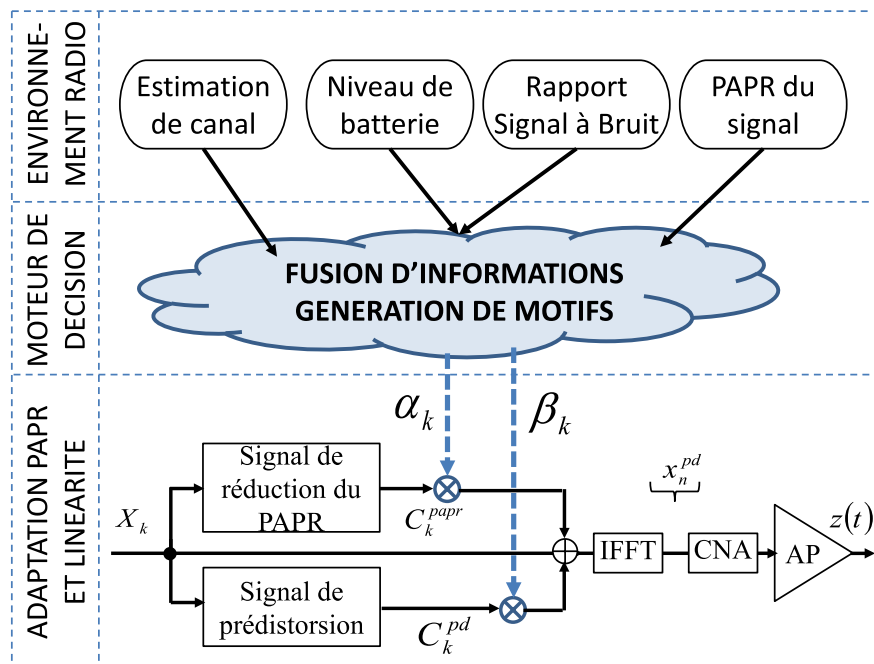 ENVIRONNE-
MENT RADIO
Estimation
de canal
Niveau de
batterie
Rapport
Signal à Bruit
PAPR du
signal
MOTEUR DE
DECISION
FUSION D'INFORMATIONS
GENERATION DE MOTIFS
ADAPTATION PAPR
ET LINEARITE
α_k
β_k
X_k
Signal de
réduction du
PAPR
C_k^{papr}
x_n^{pd}
IFFT
CNA
AP
z(t)
Signal de
prédistorsion
C_k^{pd}